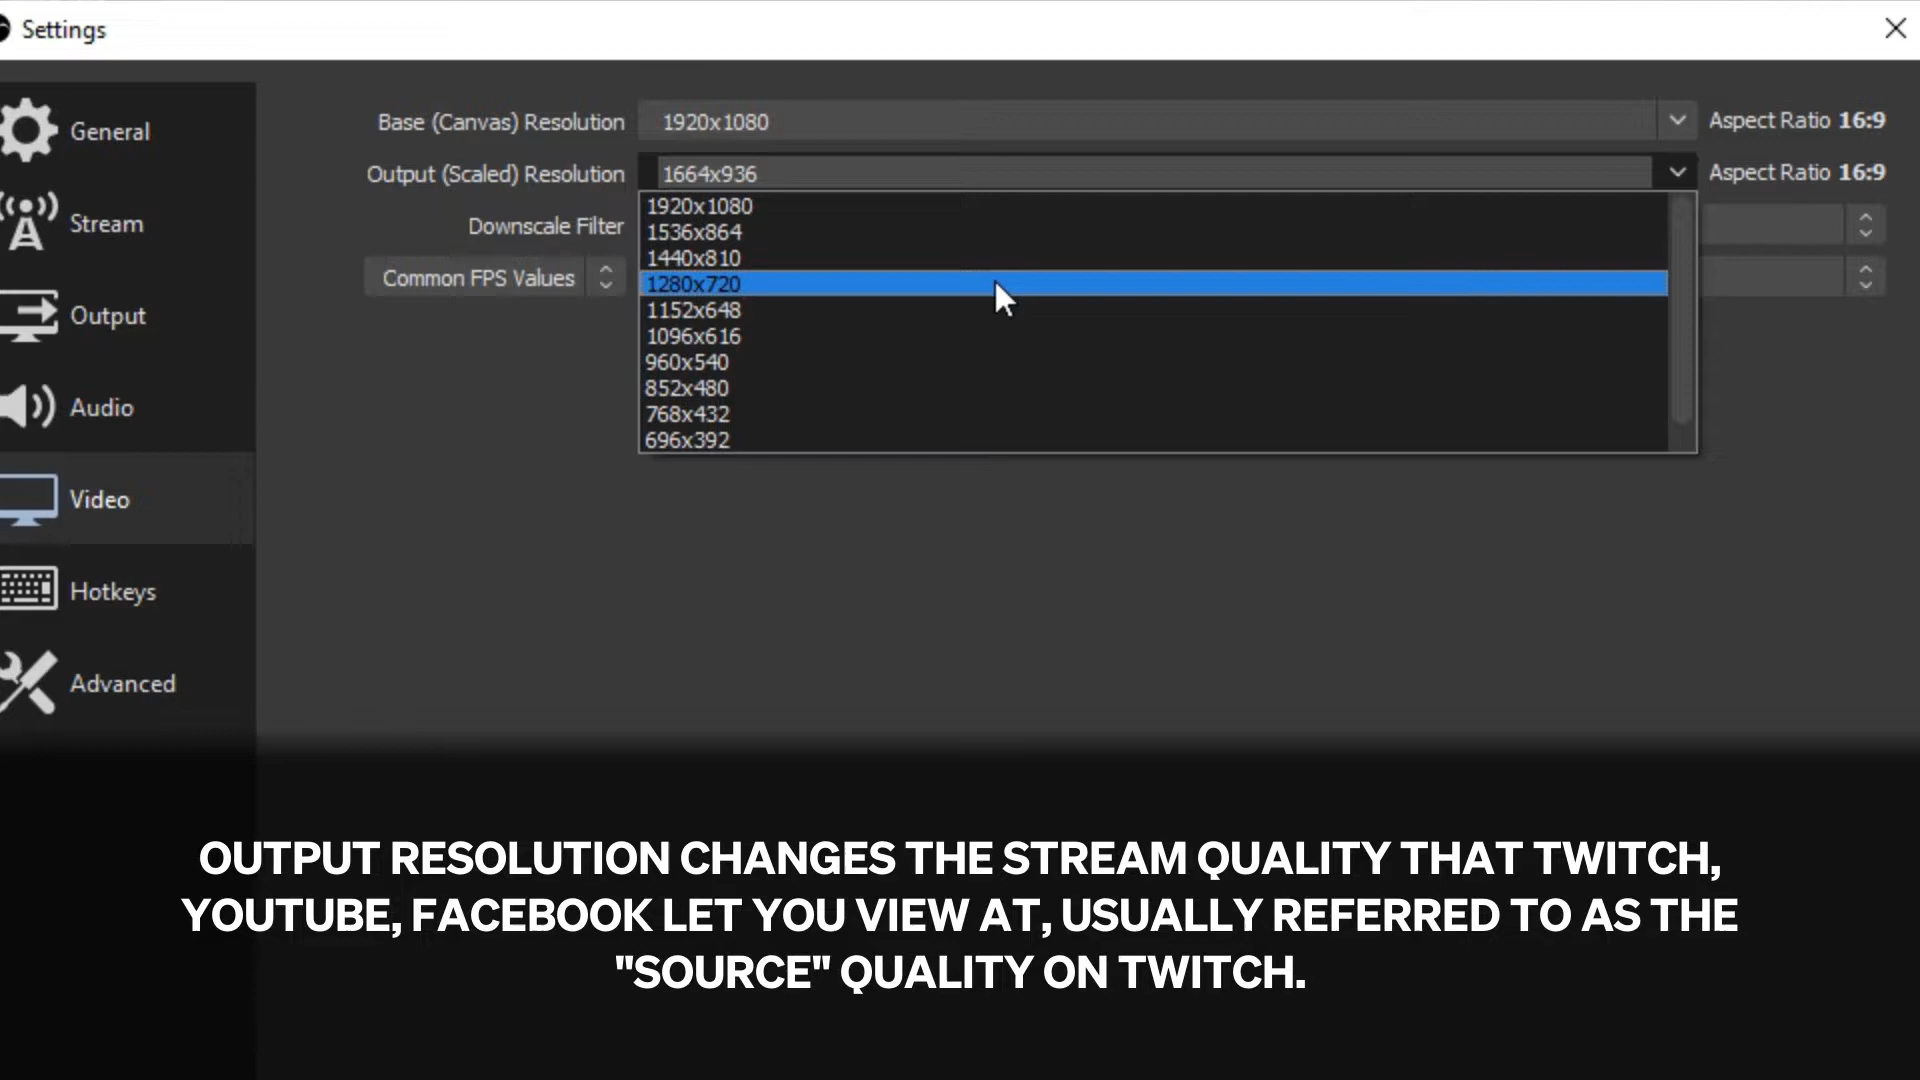 Settings
General
Stream
Output
Audio
Video
Hotkeys
Advanced
Base (Canvas) Resolution 1920x1080 Aspect Ratio 16:9
Output (Scaled) Resolution 1664x936 Aspect Ratio 16:9
Downscale Filter
Common FPS Values
1920x1080
1536x864
1440x810
1280x720
1152x648
1096x616
960x540
852x480
768x432
696x392
OUTPUT RESOLUTION CHANGES THE STREAM QUALITY THAT TWITCH,
YOUTUBE, FACEBOOK LET YOU VIEW AT, USUALLY REFERRED TO AS THE
"SOURCE" QUALITY ON TWITCH.